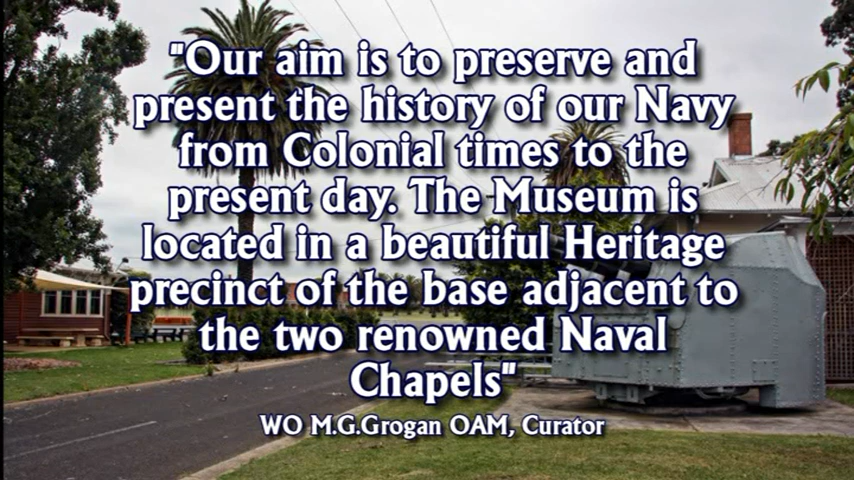 "Our aim is to preserve and
present the history of our Navy
from Colonial times to the
present day. The Museum is
located in a beautiful Heritage
precinct of the base adjacent to
the two renowned Naval
Chapels"
WO M.G.Grogan OAM, Curator